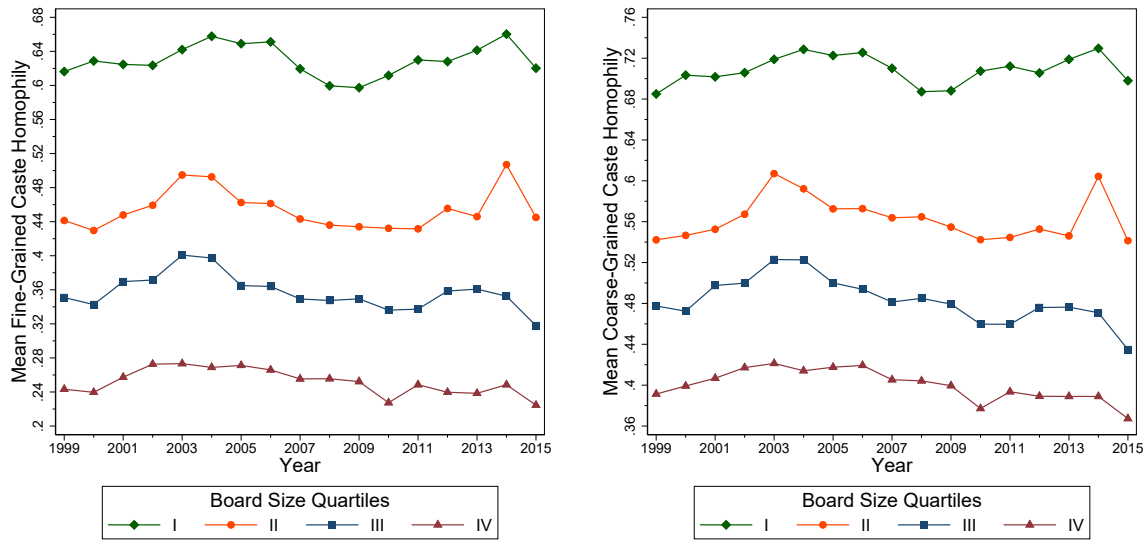 Mean Fine-Grained Caste Homophily
.68
.64
.6
.56
.52
.48
.44
.4
.36
.32
.28
.24
.2
1999 2001 2003 2005 2007 2009 2011 2013 2015
Year
Board Size Quartiles
I II III IV
Mean Coarse-Grained Caste Homophily
.76
.72
.68
.64
.6
.56
.52
.48
.44
.4
.36
1999 2001 2003 2005 2007 2009 2011 2013 2015
Year
Board Size Quartiles
I II III IV